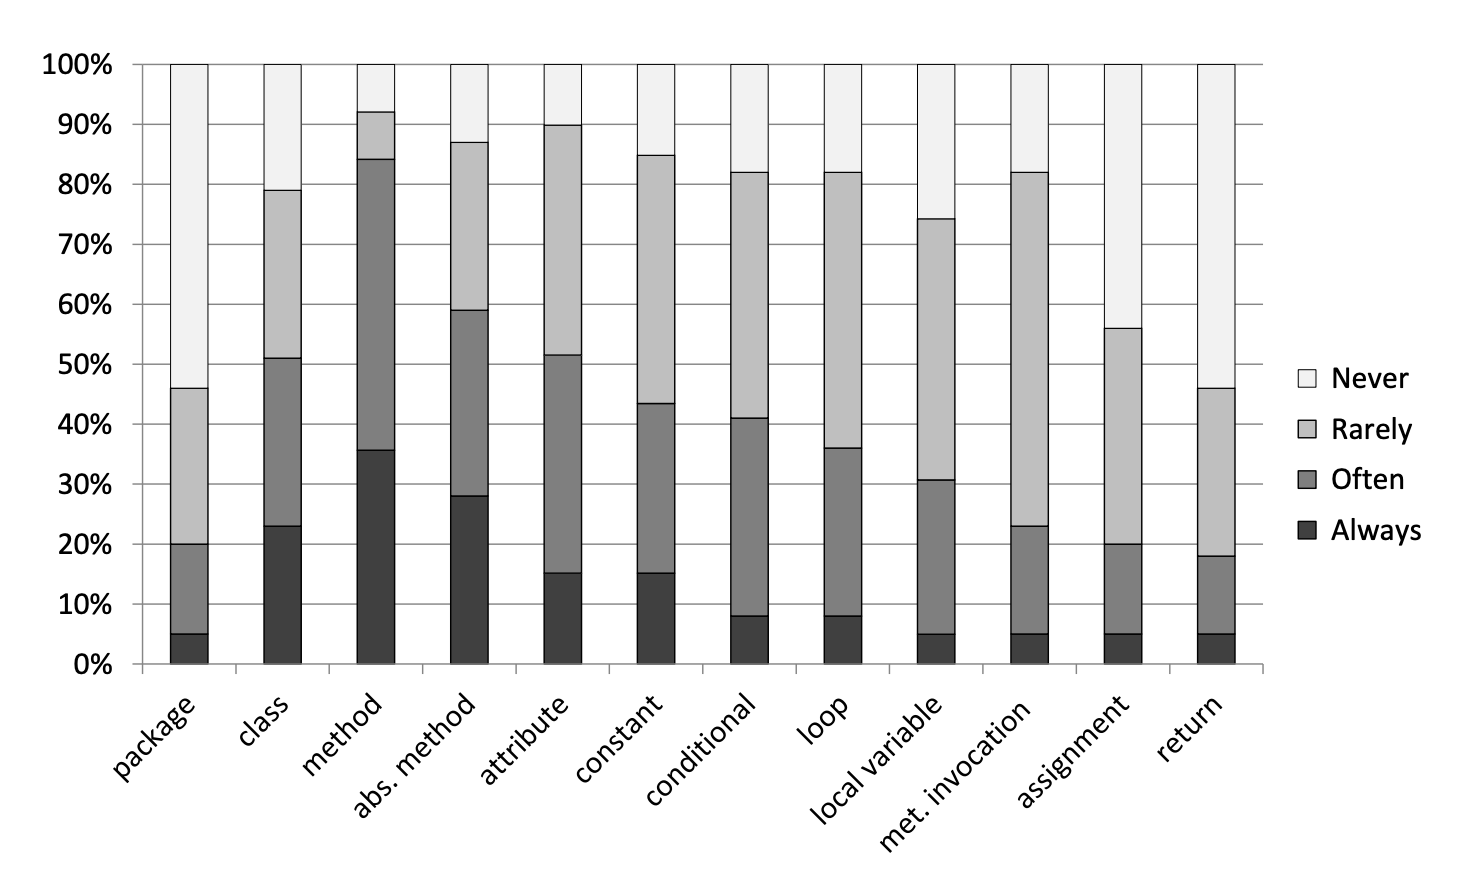 100%
90%
80%
70%
60%
50%
40%
30%
20%
10%
0%
package
class
method
abs. method
attribute
constant
conditional
loop
local variable
met. invocation
assignment
return
Never
Rarely
Often
Always